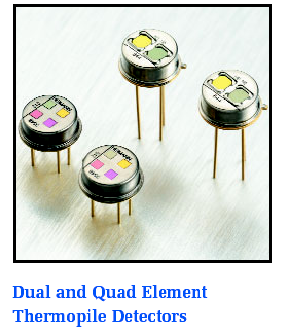 Dual and Quad Element
Thermopile Detectors